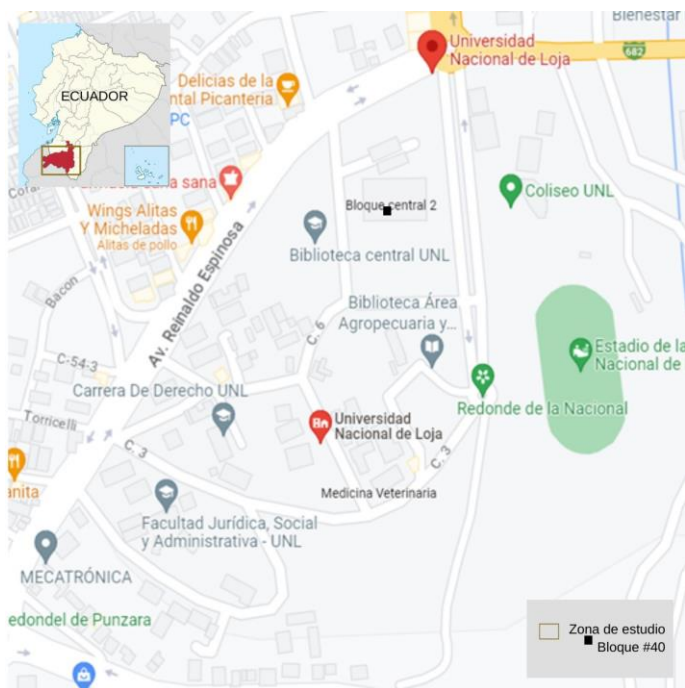 ECUADOR
Bienestar
Universidad
Nacional de Loja
682
Delicias de la
ntal Picanteria
PC
sana
Wings Alitas
Y Micheladas
Alitas de pollo
Bloque central 2
Coliseo UNL
Biblioteca central UNL
Av. Reinaldo Espinosa
Bacon
C. 6
Biblioteca Área
Agropecuaria y...
Estadio de la
Nacional de
C-54-3
Carrera De Derecho UNL
Redonde de la Nacional
Torricelli
Universidad
Nacional de Loja
C. 3
C. 3
anita
Medicina Veterinaria
Facultad Jurídica, Social
y Administrativa - UNL
MECATRÓNICA
edondel de Punzara
Zona de estudio
Bloque #40